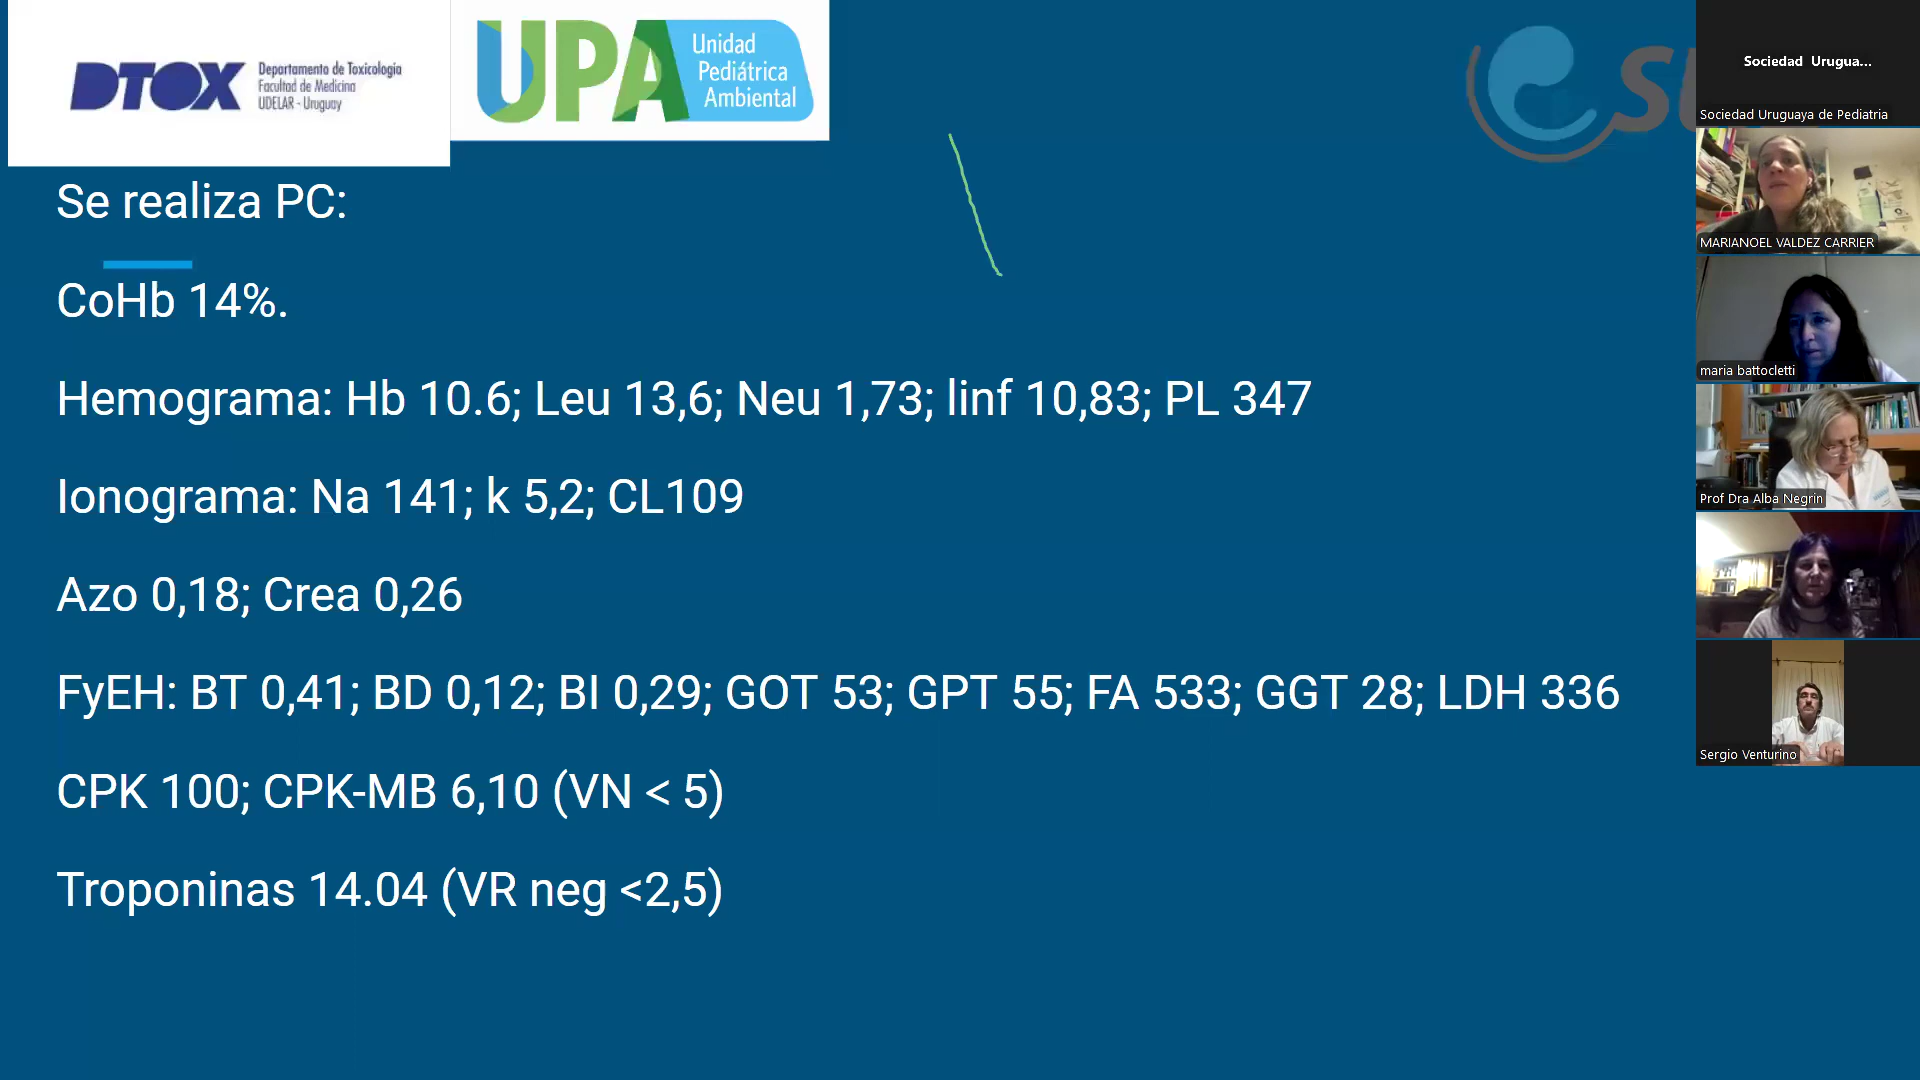 DTOX
Departamento de Toxicología
Facultad de Medicina
UDELAR - Uruguay
UPA
Unidad
Pediátrica
Ambiental
Se realiza PC:
CoHb 14%.
Hemograma: Hb 10.6; Leu 13,6; Neu 1,73; linf 10,83; PL 347
Ionograma: Na 141; k 5,2; CL109
Azo 0,18; Crea 0,26
FyEH: BT 0,41; BD 0,12; BI 0,29; GOT 53; GPT 55; FA 533; GGT 28; LDH 336
CPK 100; CPK-MB 6,10 (VN < 5)
Troponinas 14.04 (VR neg <2,5)
Sociedad Urugua...
Sociedad Uruguaya de Pediatria
MARIANOEL VALDEZ CARRIER
maria battocletti
Prof Dra Alba Negrin
Sergio Venturino